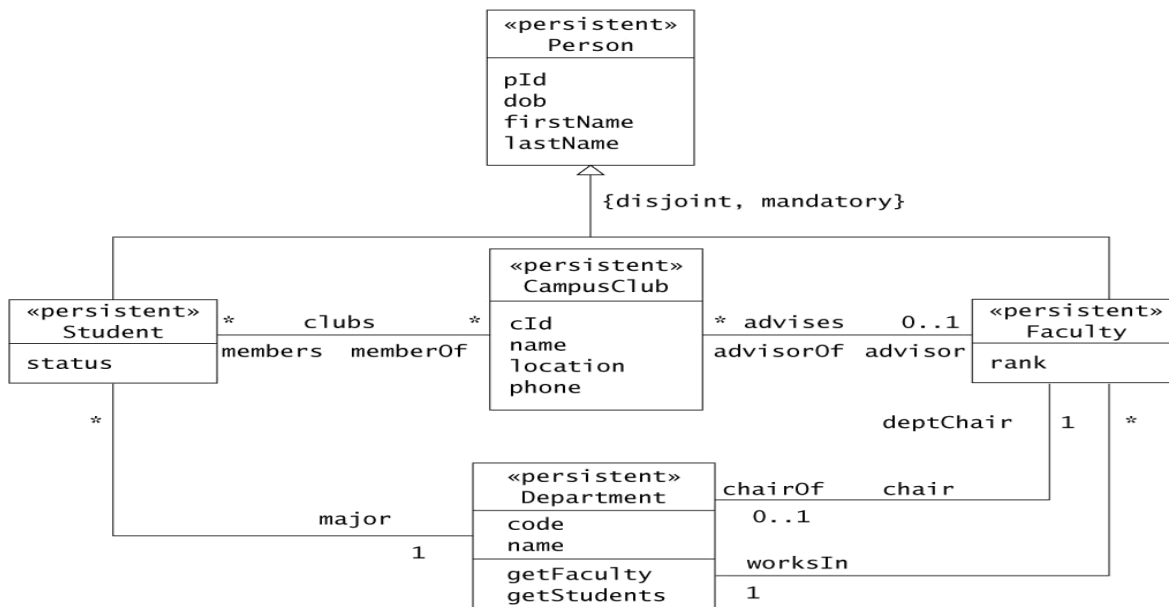 «persistent»
Person
pId
dob
firstName
lastName
{disjoint, mandatory}
«persistent»
CampusClub
cId
name
location
phone
«persistent»
Student
status
* clubs *
members memberOf
* advises 0..1
advisorOf advisor
«persistent»
Faculty
rank
*
deptChair 1 *
«persistent»
Department
code
name
getFaculty
getStudents
major
1
chairOf chair
0..1
worksIn
1